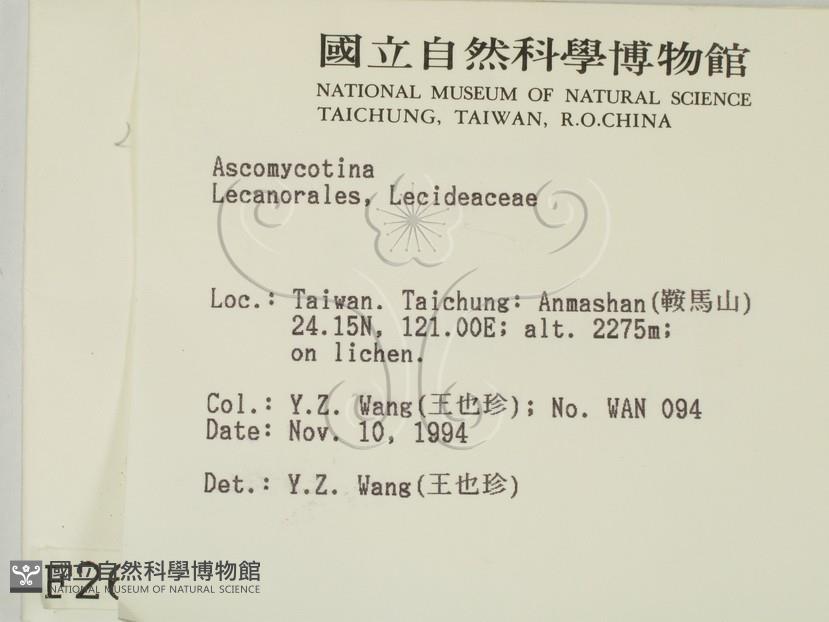 國立自然科學博物館
NATIONAL MUSEUM OF NATURAL SCIENCE
TAICHUNG, TAIWAN, R.O.CHINA
Ascomycotina
Lecanorales, Lecideaceae
Loc.: Taiwan. Taichung: Anmashan(鞍馬山)
24.15N, 121.00E; alt. 2275m;
on lichen.
Col.: Y.Z. Wang(王也珍); No. WAN 094
Date: Nov. 10, 1994
Det.: Y.Z. Wang(王也珍)
國立自然科學博物館
NATIONAL MUSEUM OF NATURAL SCIENCE